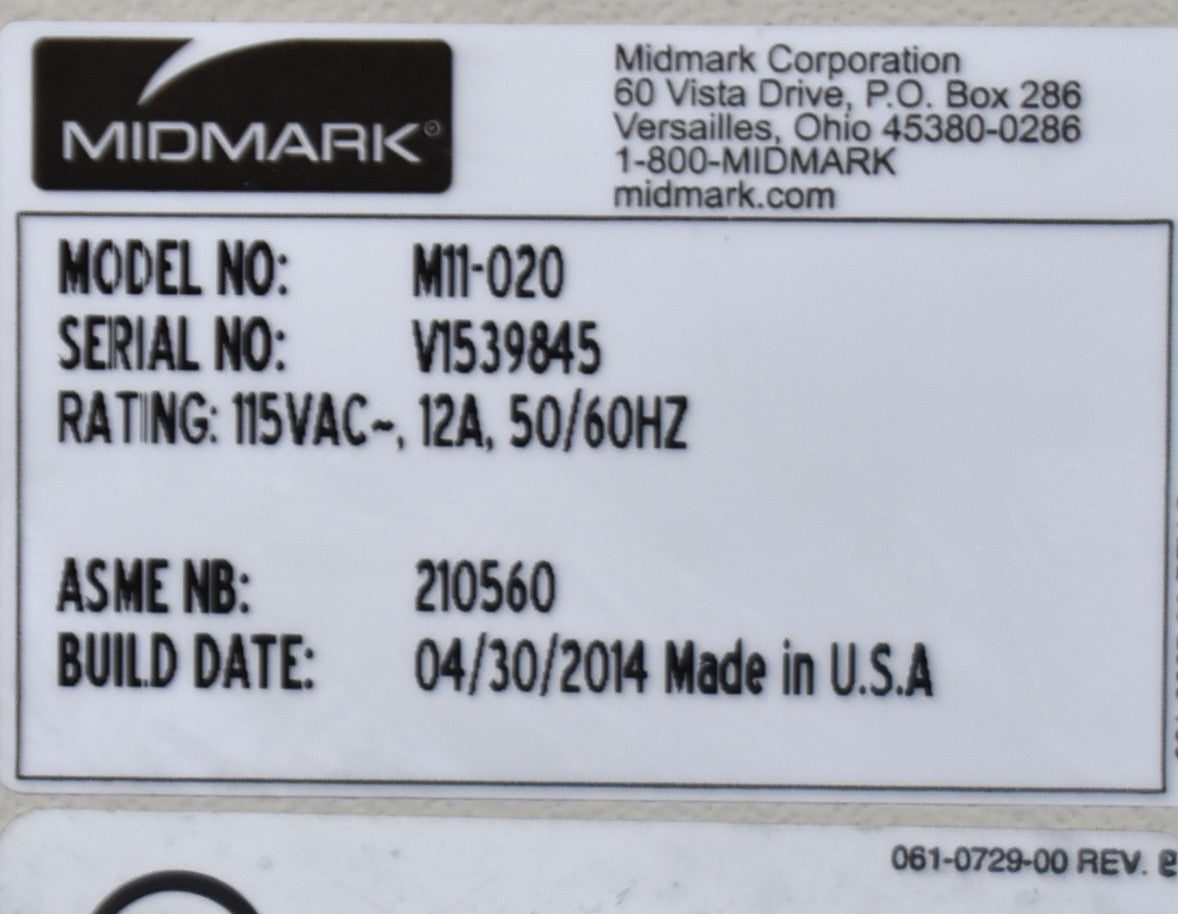 MIDMARK®
Midmark Corporation
60 Vista Drive, P.O. Box 286
Versailles, Ohio 45380-0286
1-800-MIDMARK
midmark.com
MODEL NO: M11-020
SERIAL NO: V1539845
RATING: 115VAC~, 12A, 50/60HZ
ASME NB: 210560
BUILD DATE: 04/30/2014 Made in U.S.A
061-0729-00 REV.